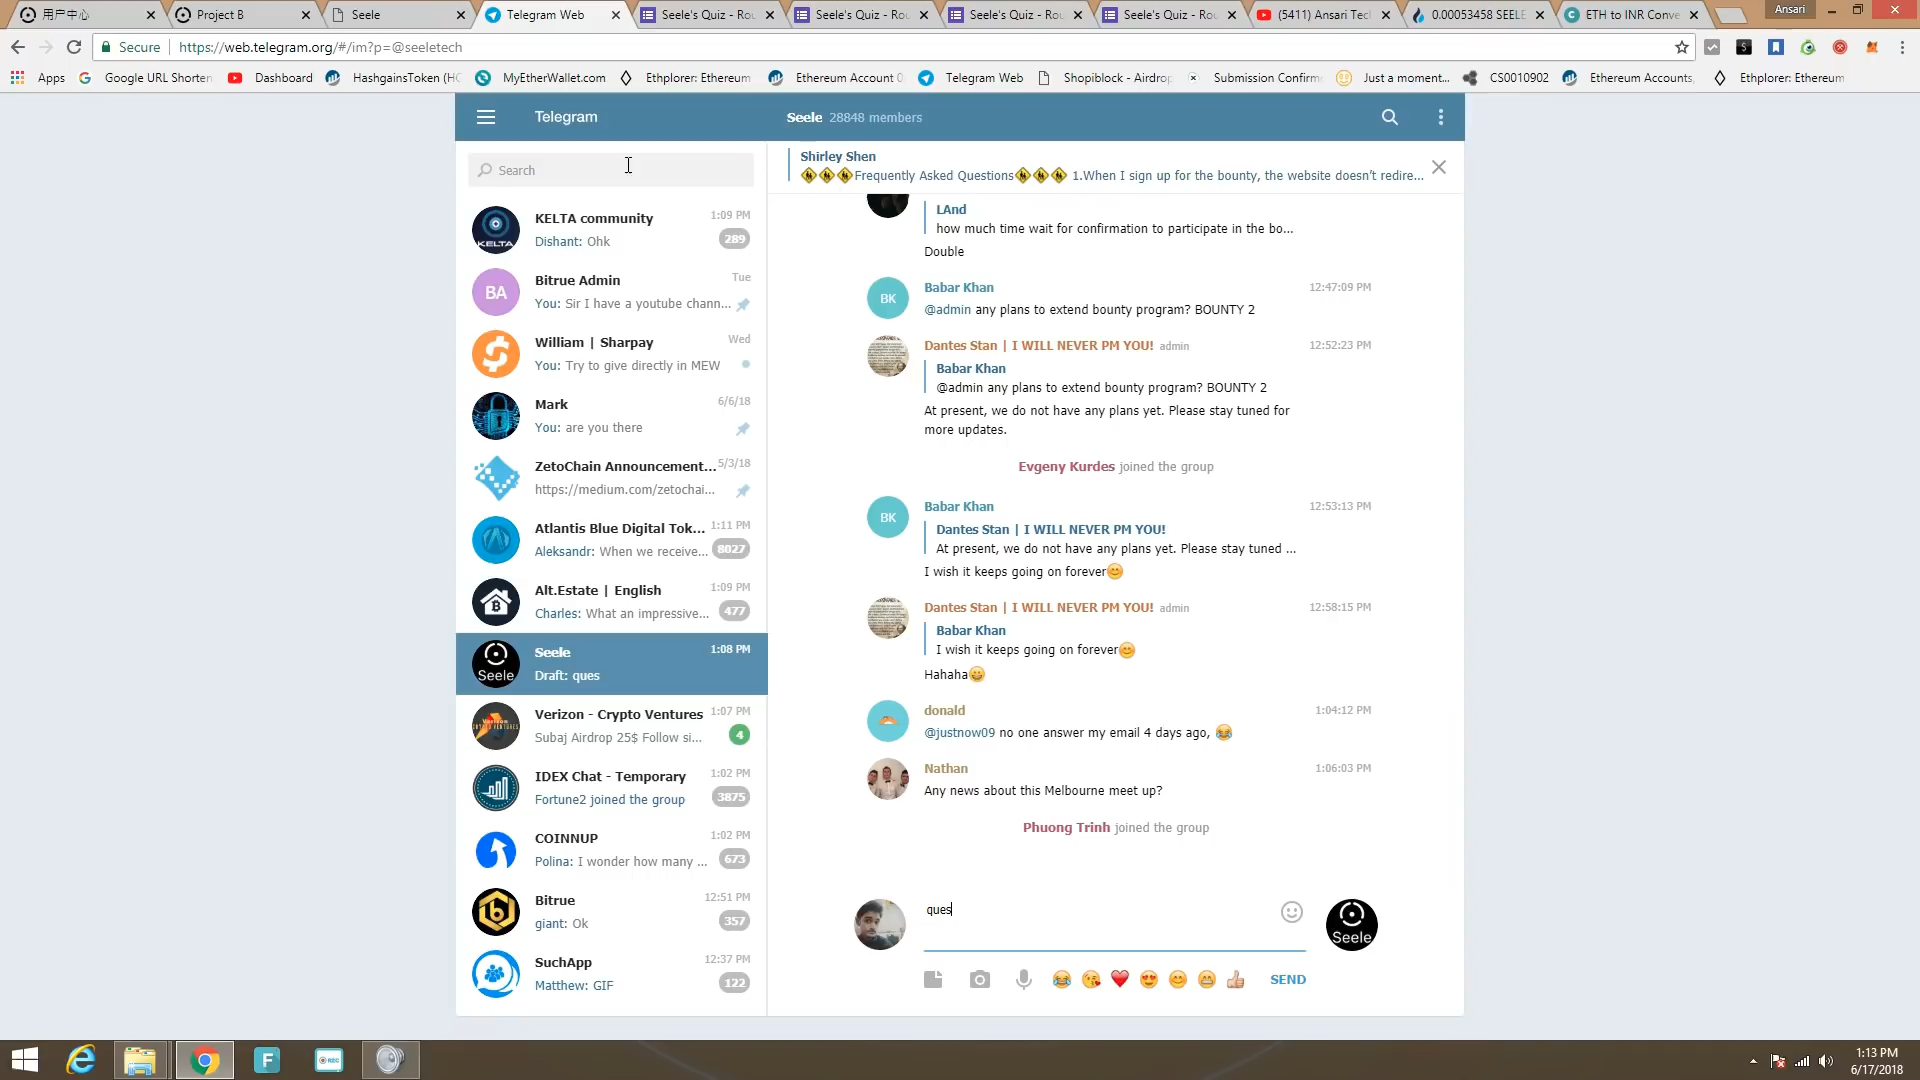 用户中心
Project B
Seele
Telegram Web
Seele's Quiz - Rou
Seele's Quiz - Rou
Seele's Quiz - Rou
Seele's Quiz - Rou
(5411) Ansari Tec
0.00053458 SEELE
ETH to INR Conve
Ansari
Secure
https://web.telegram.org/#/im?p=@seeletech
Apps
Google URL Shorten
Dashboard
HashgainsToken (HG
MyEtherWallet.com
Ethplorer: Ethereum
Ethereum Account 0
Telegram Web
Shopiblock - Airdrop
Submission Confirm
Just a moment...
CS0010902
Ethereum Accounts,
Ethplorer: Ethereum
Telegram
Seele 28848 members
Search
KELTA community
1:09 PM
Dishant: Ohk
289
KELTA
Bitrue Admin
Tue
BA
You: Sir I have a youtube chann...
William | Sharpay
Wed
You: Try to give directly in MEW
Mark
6/6/18
You: are you there
ZetoChain Announcement...
5/3/18
https://medium.com/zetochai...
Atlantis Blue Digital Tok...
1:11 PM
Aleksandr: When we receive...
8027
Alt.Estate | English
1:09 PM
Charles: What an impressive...
477
Seele
1:08 PM
Seele
Draft: ques
Verizon - Crypto Ventures
1:07 PM
Subaj Airdrop 25$ Follow si...
4
IDEX Chat - Temporary
1:02 PM
Fortune2 joined the group
3875
COINNUP
1:02 PM
Polina: I wonder how many ...
673
Bitrue
12:51 PM
giant: Ok
357
SuchApp
12:37 PM
Matthew: GIF
122
Shirley Shen
Frequently Asked Questions 1.When I sign up for the bounty, the website doesn't redire...
LAnd
how much time wait for confirmation to participate in the bo...
Double
BK
Babar Khan
12:47:09 PM
@admin any plans to extend bounty program? BOUNTY 2
Dantes Stan | I WILL NEVER PM YOU! admin
12:52:23 PM
Babar Khan
@admin any plans to extend bounty program? BOUNTY 2
At present, we do not have any plans yet. Please stay tuned for
more updates.
Evgeny Kurdes joined the group
BK
Babar Khan
12:53:13 PM
Dantes Stan | I WILL NEVER PM YOU!
At present, we do not have any plans yet. Please stay tuned ...
I wish it keeps going on forever😊
Dantes Stan | I WILL NEVER PM YOU! admin
12:58:15 PM
Babar Khan
I wish it keeps going on forever😊
Hahaha😀
donald
1:04:12 PM
@justnow09 no one answer my email 4 days ago, 😂
Nathan
1:06:03 PM
Any news about this Melbourne meet up?
Phuong Trinh joined the group
ques
Seele
SEND
F
REC
1:13 PM
6/17/2018